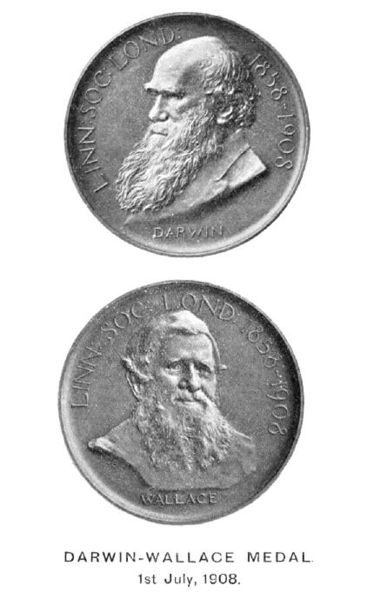 LINN: SOC: LOND: 1858-1908
DARWIN
LINN: SOC: LOND: 1858-1908
WALLACE
DARWIN-WALLACE MEDAL.
1st July, 1908.